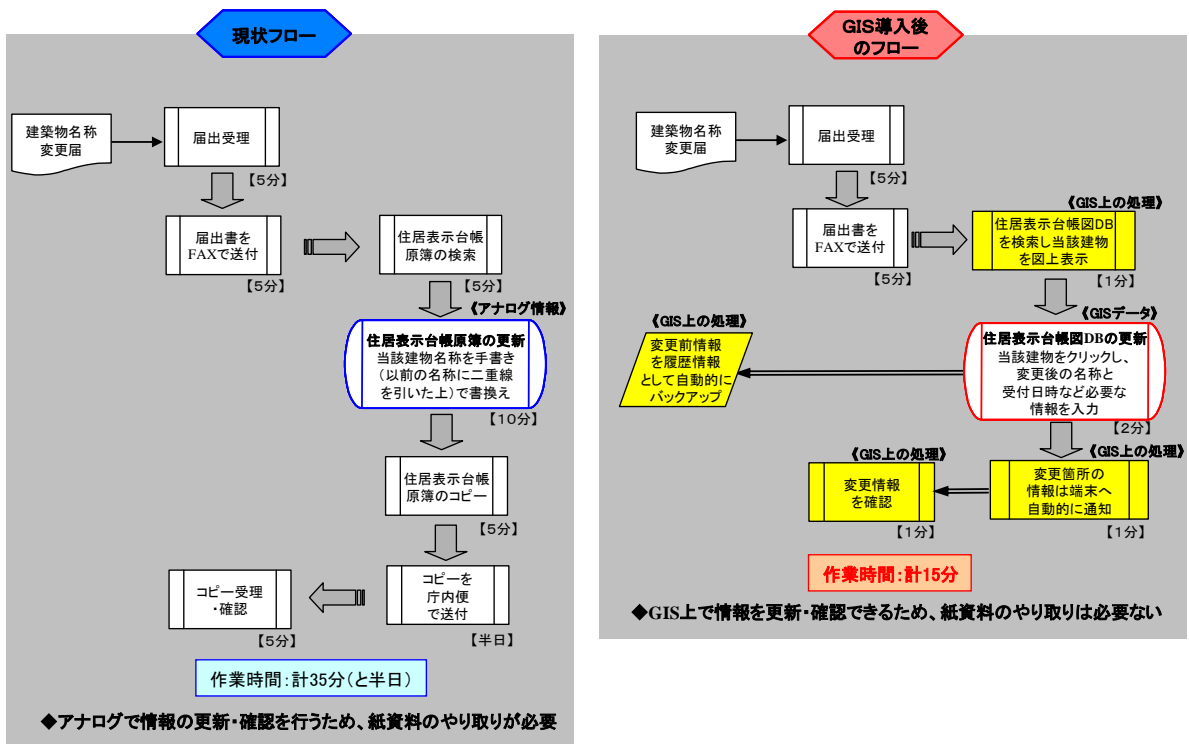 現状フロー
建築物名称
変更届
届出受理
【5分】
届出書を
FAXで送付
【5分】
住居表示台帳
原簿の検索
【5分】
《アナログ情報》
住居表示台帳原簿の更新
当該建物名称を手書き
（以前の名称に二重線
を引いた上）で書換え
【10分】
住居表示台帳
原簿のコピー
【5分】
コピーを
庁内便
で送付
【半日】
コピー受理
・確認
【5分】
作業時間：計35分（と半日）
◆アナログで情報の更新・確認を行うため、紙資料のやり取りが必要
GIS導入後
のフロー
建築物名称
変更届
届出受理
【5分】
届出書を
FAXで送付
【5分】
《GIS上の処理》
住居表示台帳図DB
を検索し当該建物
を図上表示
【1分】
《GISデータ》
住居表示台帳図DBの更新
当該建物をクリックし、
変更後の名称と
受付日時など必要な
情報を入力
【2分】
《GIS上の処理》
変更前情報
を履歴情報
として自動的に
バックアップ
《GIS上の処理》
変更箇所の
情報は端末へ
自動的に通知
【1分】
《GIS上の処理》
変更情報
を確認
【1分】
作業時間：計15分
◆GIS上で情報を更新・確認できるため、紙資料のやり取りは必要ない